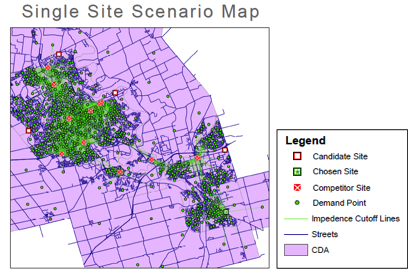 Single Site Scenario Map
Legend
Candidate Site
Chosen Site
Competitor Site
Demand Point
Impedence Cutoff Lines
Streets
CDA